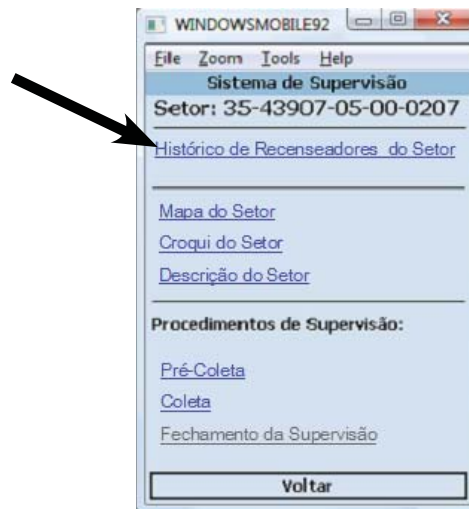 WINDOWSMOBILE92
File Zoom Tools Help
Sistema de Supervisão
Setor: 35-43907-05-00-0207
Histórico de Recenseadores do Setor
Mapa do Setor
Croqui do Setor
Descrição do Setor
Procedimentos de Supervisão:
Pré-Coleta
Coleta
Fechamento da Supervisão
Voltar